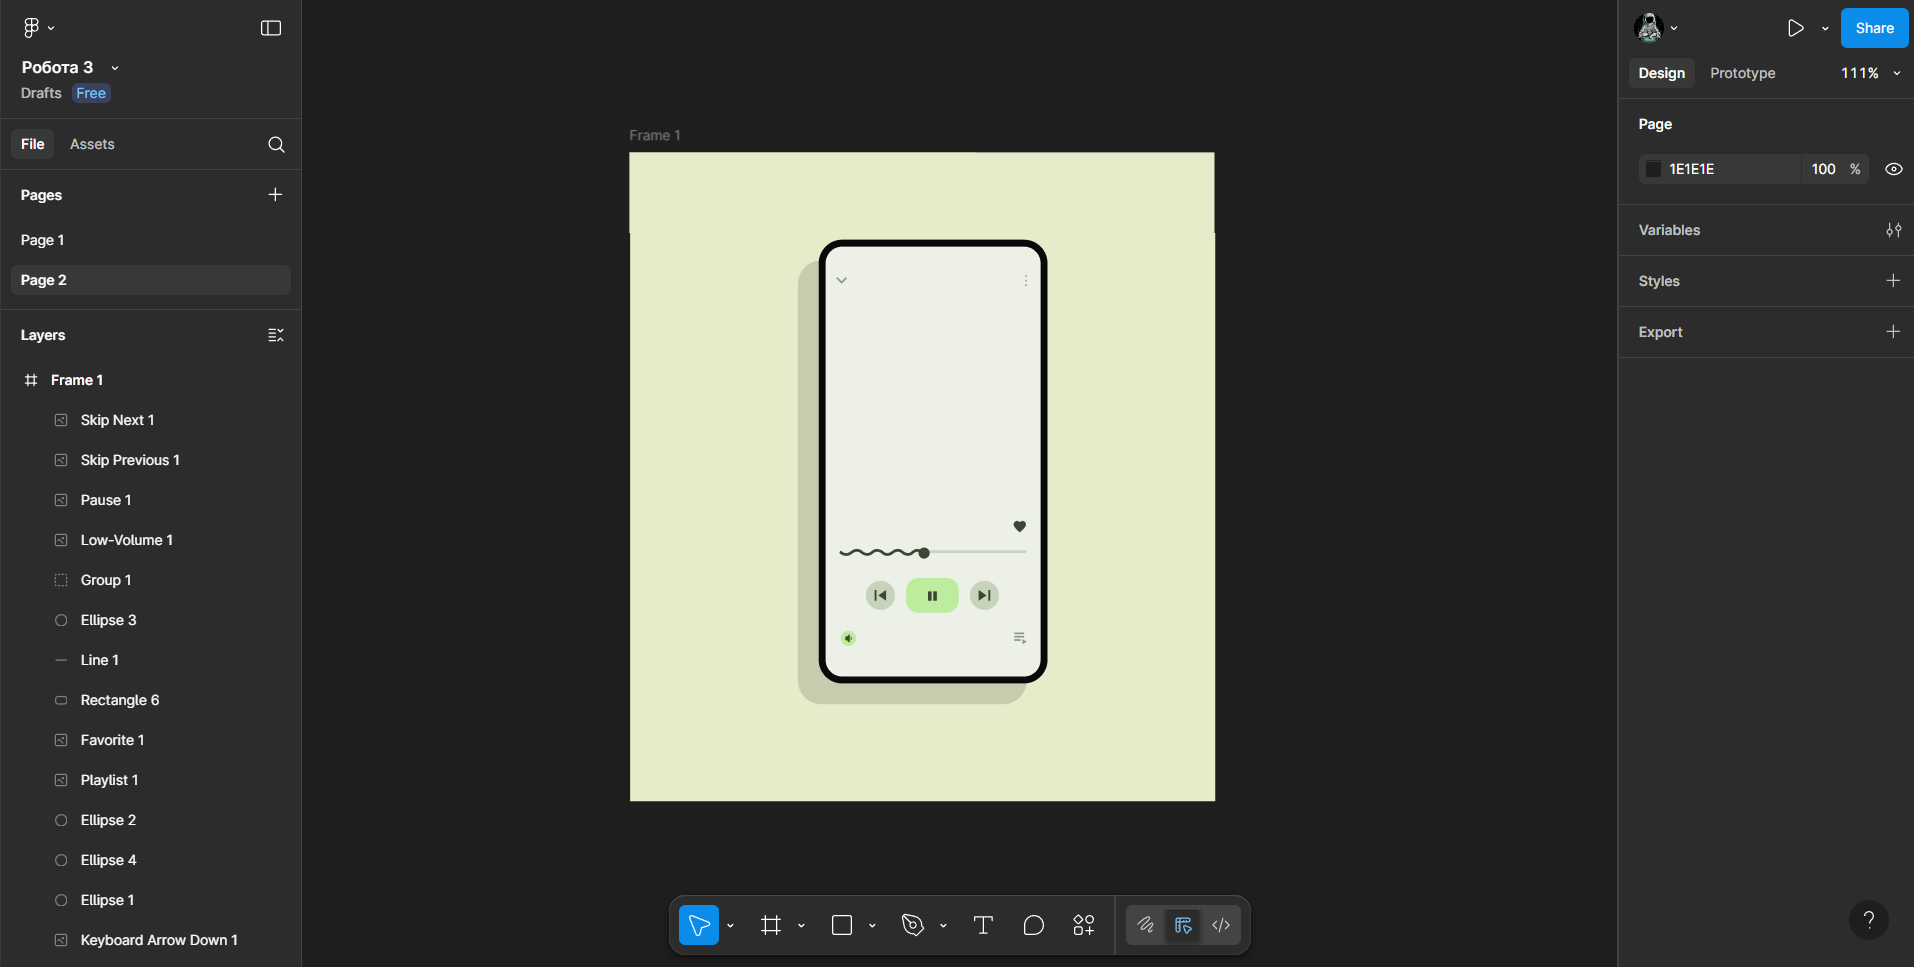 Робота 3
Drafts Free
File Assets
Pages
Page 1
Page 2
Layers
Frame 1
Skip Next 1
Skip Previous 1
Pause 1
Low-Volume 1
Group 1
Ellipse 3
Line 1
Rectangle 6
Favorite 1
Playlist 1
Ellipse 2
Ellipse 4
Ellipse 1
Keyboard Arrow Down 1
Frame 1
Share
Design Prototype 111%
Page
1E1E1E 100 %
Variables
Styles
Export
?